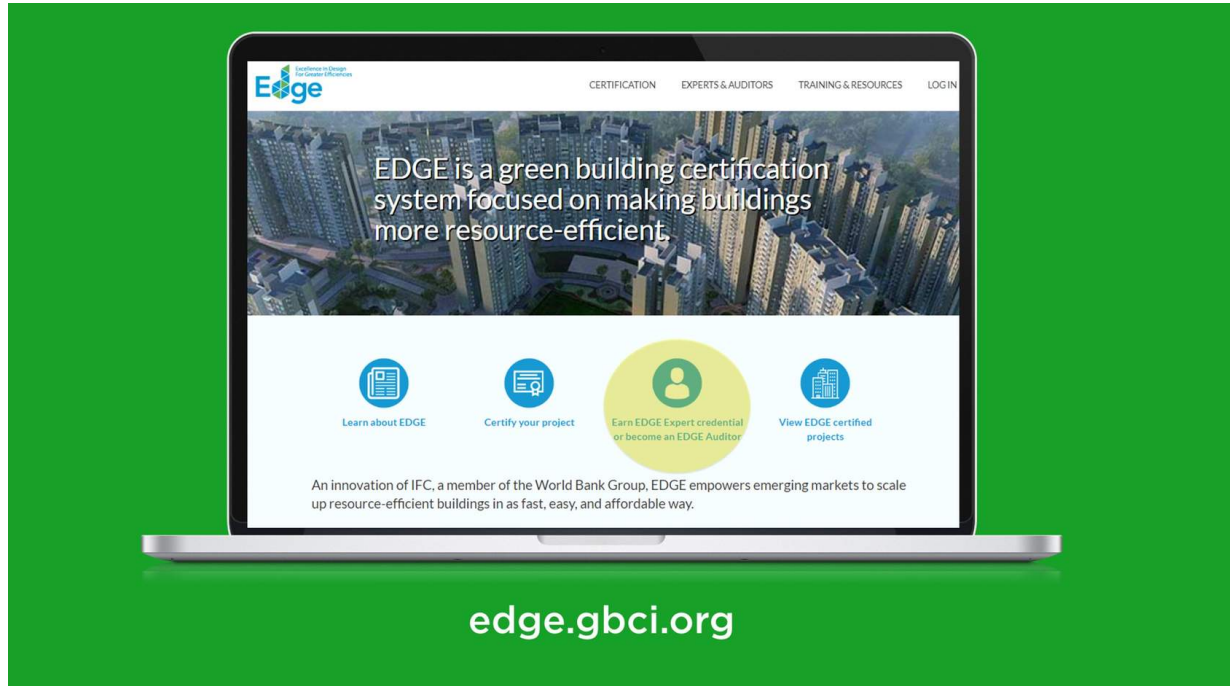 Edge
Excellence in Design
For Greater Efficiencies
CERTIFICATION EXPERTS & AUDITORS TRAINING & RESOURCES LOG IN
EDGE is a green building certification
system focused on making buildings
more resource-efficient.
Learn about EDGE
Certify your project
Earn EDGE Expert credential
or become an EDGE Auditor
View EDGE certified
projects
An innovation of IFC, a member of the World Bank Group, EDGE empowers emerging markets to scale
up resource-efficient buildings in as fast, easy, and affordable way.
edge.gbci.org